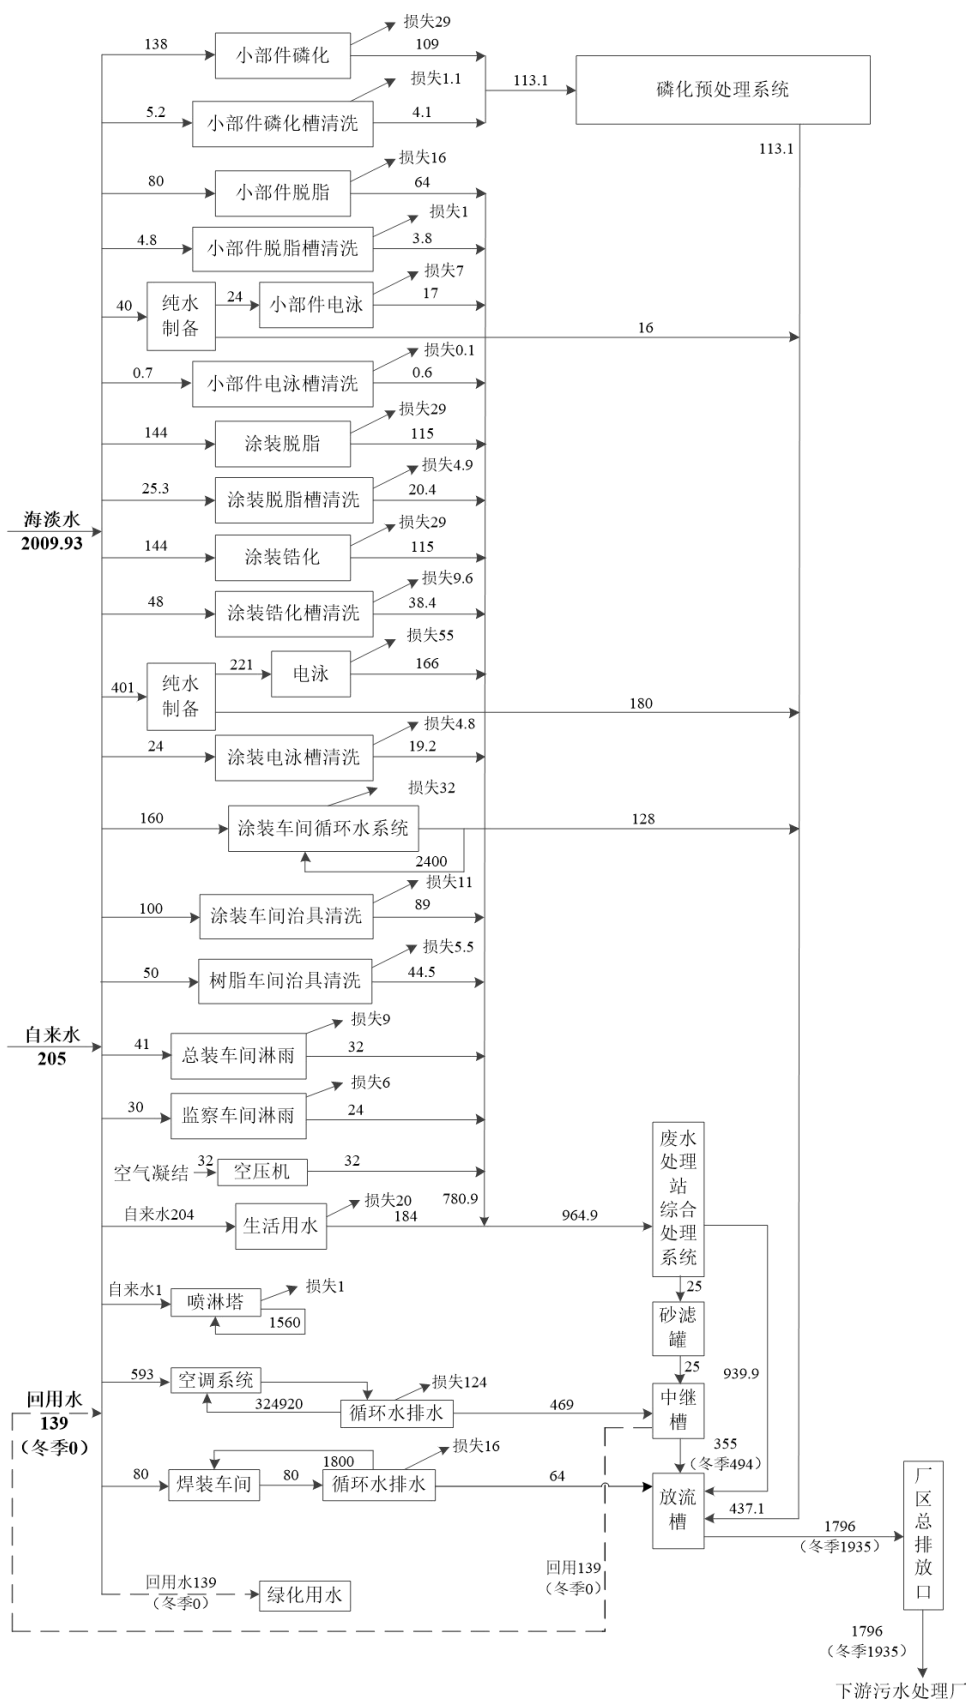 损失29
138
小部件磷化
109
113.1
磷化预处理系统
损失1.1
5.2
小部件磷化槽清洗
4.1
113.1
损失16
80
小部件脱脂
64
损失1
4.8
小部件脱脂槽清洗
3.8
损失7
40
纯水
制备
24
小部件电泳
17
16
损失0.1
0.7
小部件电泳槽清洗
0.6
损失29
144
涂装脱脂
115
损失4.9
25.3
涂装脱脂槽清洗
20.4
海淡水
2009.93
损失29
144
涂装锆化
115
损失9.6
48
涂装锆化槽清洗
38.4
损失55
401
纯水
制备
221
电泳
166
180
损失4.8
24
涂装电泳槽清洗
19.2
损失32
160
涂装车间循环水系统
128
2400
损失11
100
涂装车间治具清洗
89
损失5.5
50
树脂车间治具清洗
44.5
自来水
205
损失9
41
总装车间淋雨
32
损失6
30
监察车间淋雨
24
空气凝结
32
空压机
32
780.9
损失20
自来水204
生活用水
184
964.9
废水
处理
站
综合
处理
系统
25
损失1
自来水1
喷淋塔
1560
砂滤
罐
25
939.9
593
空调系统
损失124
324920
循环水排水
469
中继
槽
回用水
139
（冬季0）
355
（冬季494）
损失16
80
焊装车间
80
1800
循环水排水
64
放流
槽
437.1
1796
（冬季1935）
厂
区
总
排
放
口
回用水139
（冬季0）
绿化用水
回用139
（冬季0）
1796
（冬季1935）
下游污水处理厂